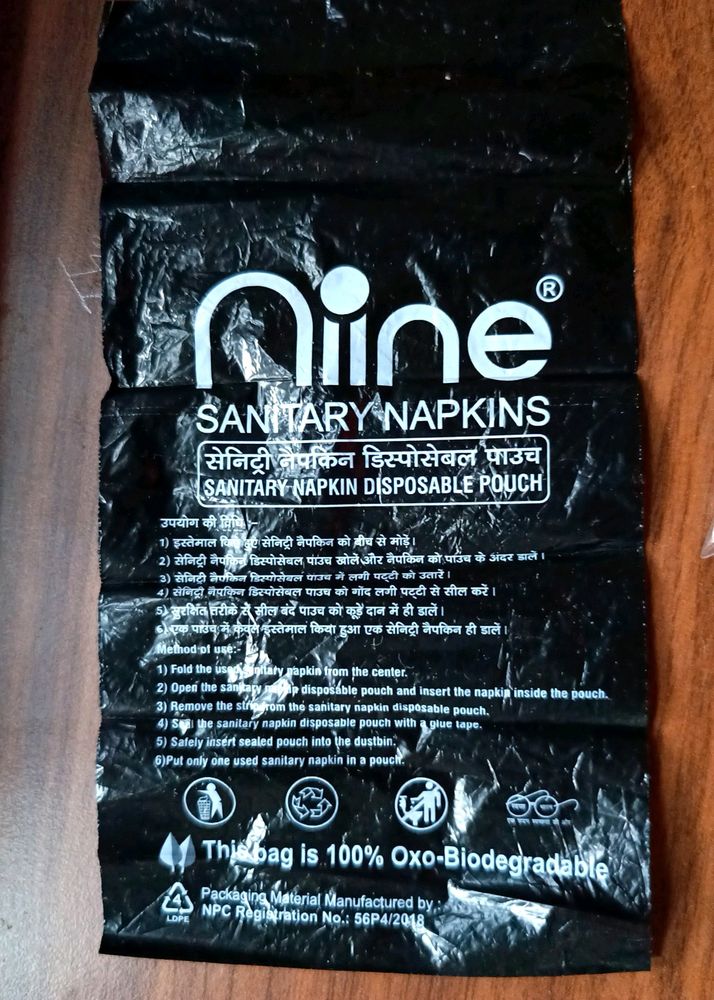 niine ®
SANITARY NAPKINS
सेनिट्री नैपकिन डिस्पोसेबल पाउच
SANITARY NAPKIN DISPOSABLE POUCH
उपयोग की विधि :-
1) इस्तेमाल किए हुए सेनिट्री नैपकिन को बीच से मोड़े।
2) सेनिट्री नैपकिन डिस्पोसेबल पाउच खोलें और नैपकिन को पाउच के अंदर डालें।
3) सेनिट्री नैपकिन डिस्पोसेबल पाउच में लगी पट्टी को उतारें।
4) सेनिट्री नैपकिन डिस्पोसेबल पाउच को गोंद लगी पट्टी से सील करें।
5) सुरक्षित तरीके से सील बंद पाउच को कूड़े दान में ही डालें।
6) एक पाउच में केवल इस्तेमाल किया हुआ एक सेनिट्री नैपकिन ही डालें।
Method of use:-
1) Fold the used sanitary napkin from the center.
2) Open the sanitary napkin disposable pouch and insert the napkin inside the pouch.
3) Remove the strip from the sanitary napkin disposable pouch.
4) Seal the sanitary napkin disposable pouch with a glue tape.
5) Safely insert sealed pouch into the dustbin.
6)Put only one used sanitary napkin in a pouch.
एक कदम स्वच्छता की ओर
This bag is 100% Oxo-Biodegradable
4
LDPE
Packaging Material Manufactured by :
NPC Registration No.: 56P4/2018